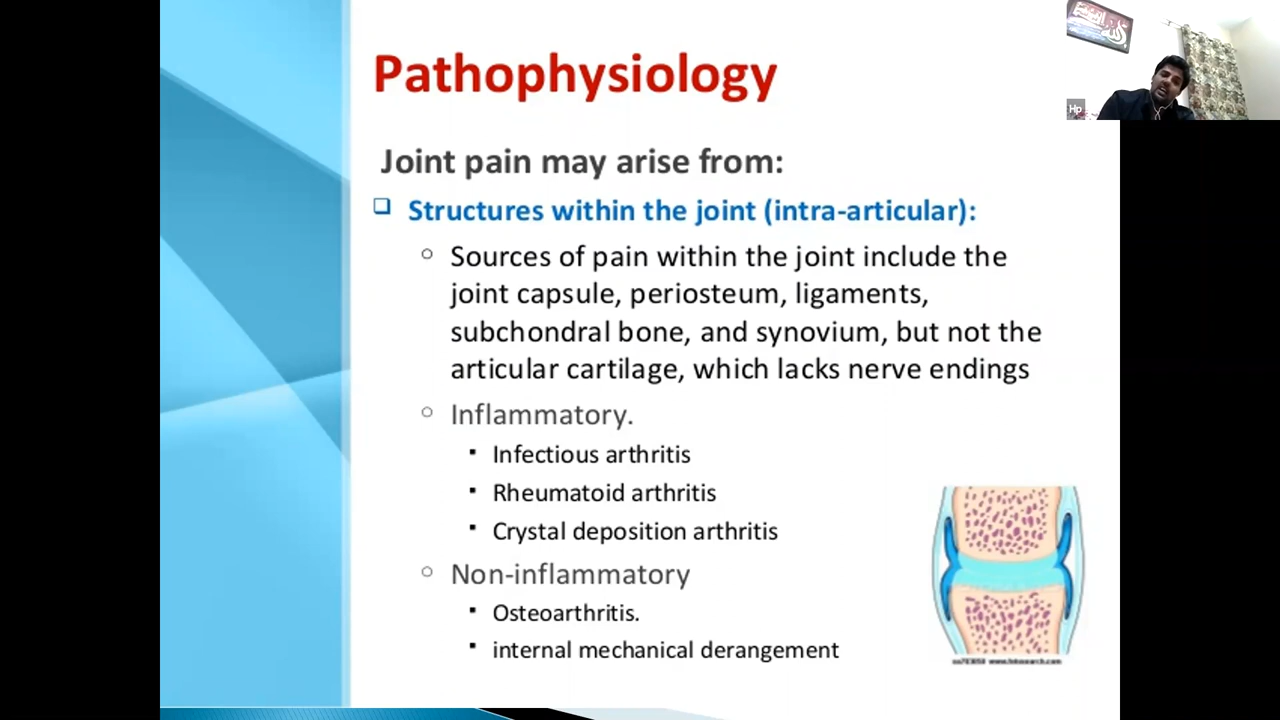 Pathophysiology
Joint pain may arise from:
Structures within the joint (intra-articular):
Sources of pain within the joint include the
joint capsule, periosteum, ligaments,
subchondral bone, and synovium, but not the
articular cartilage, which lacks nerve endings
Inflammatory.
Infectious arthritis
Rheumatoid arthritis
Crystal deposition arthritis
Non-inflammatory
Osteoarthritis.
internal mechanical derangement
Hp